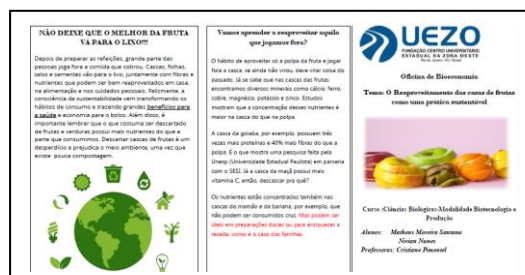 NÃO DEIXE QUE O MELHOR DA FRUTA
VÁ PARA O LIXO!!!
Depois de preparar as refeições, grande parte das
pessoas joga fora a comida que sobrou. Cascas, folhas,
talos e sementes vão para o lixo, juntamente com fibras e
nutrientes que podem ser bem reaproveitados em casa,
na alimentação e nos cuidados pessoais. Felizmente, a
consciência da sustentabilidade vem transformando os
hábitos de consumo e trazendo grandes benefícios para
a saúde e economia para o bolso. Além disso, é
importante lembrar que o que costuma ser descartado
de frutas e verduras possui mais nutrientes do que a
parte que consumimos. Descartar cascas de frutas é um
desperdício e prejudica o meio ambiente, uma vez que
existe pouca compostagem.
Vamos aprender a reaproveitar aquilo
que jogamos fora?
O hábito de aproveitar só a polpa da fruta e jogar
fora a casca, se ainda não virou, deve virar coisa do
passado. Já se sabe que nas cascas das frutas
encontramos diversos minerais como cálcio, ferro,
cobre, magnésio, potássio e zinco. Estudos
mostram que a concentração desses nutrientes é
maior na casca do que na polpa.
A casca da goiaba, por exemplo, possuem três
vezes mais proteínas e 40% mais fibras do que a
polpa. É o que mostra uma pesquisa feita pela
Unesp (Universidade Estadual Paulista) em parceria
com o SESI. Já a casca da maçã possui mais
vitamina C, então, descascar pra quê?
Os nutrientes estão concentrados também nas
cascas do mamão e da banana, por exemplo, que
não podem ser consumidos crus. Mas podem ser
úteis em preparações doces ou para enriquecer a
receita, como é o caso das farinhas.
UEZO
FUNDAÇÃO CENTRO UNIVERSITÁRIO
ESTADUAL DA ZONA OESTE
Oficina de Bioeconomia
Tema: O Reaproveitamento das cascas de frutas
como uma prática sustentável
Curso :Ciências Biológicas-Modalidade Biotecnologia e
Produção
Alunos: Matheus Moreira Santana
Nivian Nunes
Professoras: Cristiane Pimentel